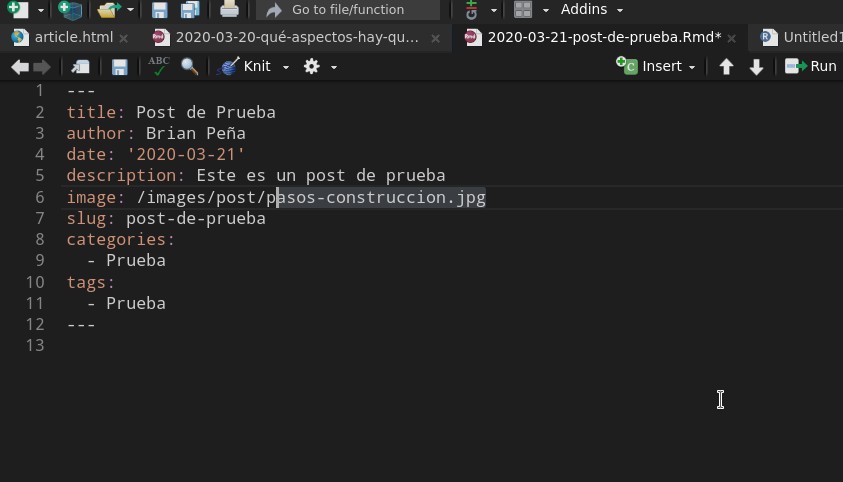 Go to file/function
Addins
article.html
2020-03-20-qué-aspectos-hay-qu...
2020-03-21-post-de-prueba.Rmd*
Untitled1
ABC
Knit
Insert
Run
1 ---
2 title: Post de Prueba
3 author: Brian Peña
4 date: '2020-03-21'
5 description: Este es un post de prueba
6 image: /images/post/pasos-construccion.jpg
7 slug: post-de-prueba
8 categories:
9 - Prueba
10 tags:
11 - Prueba
12 ---
13